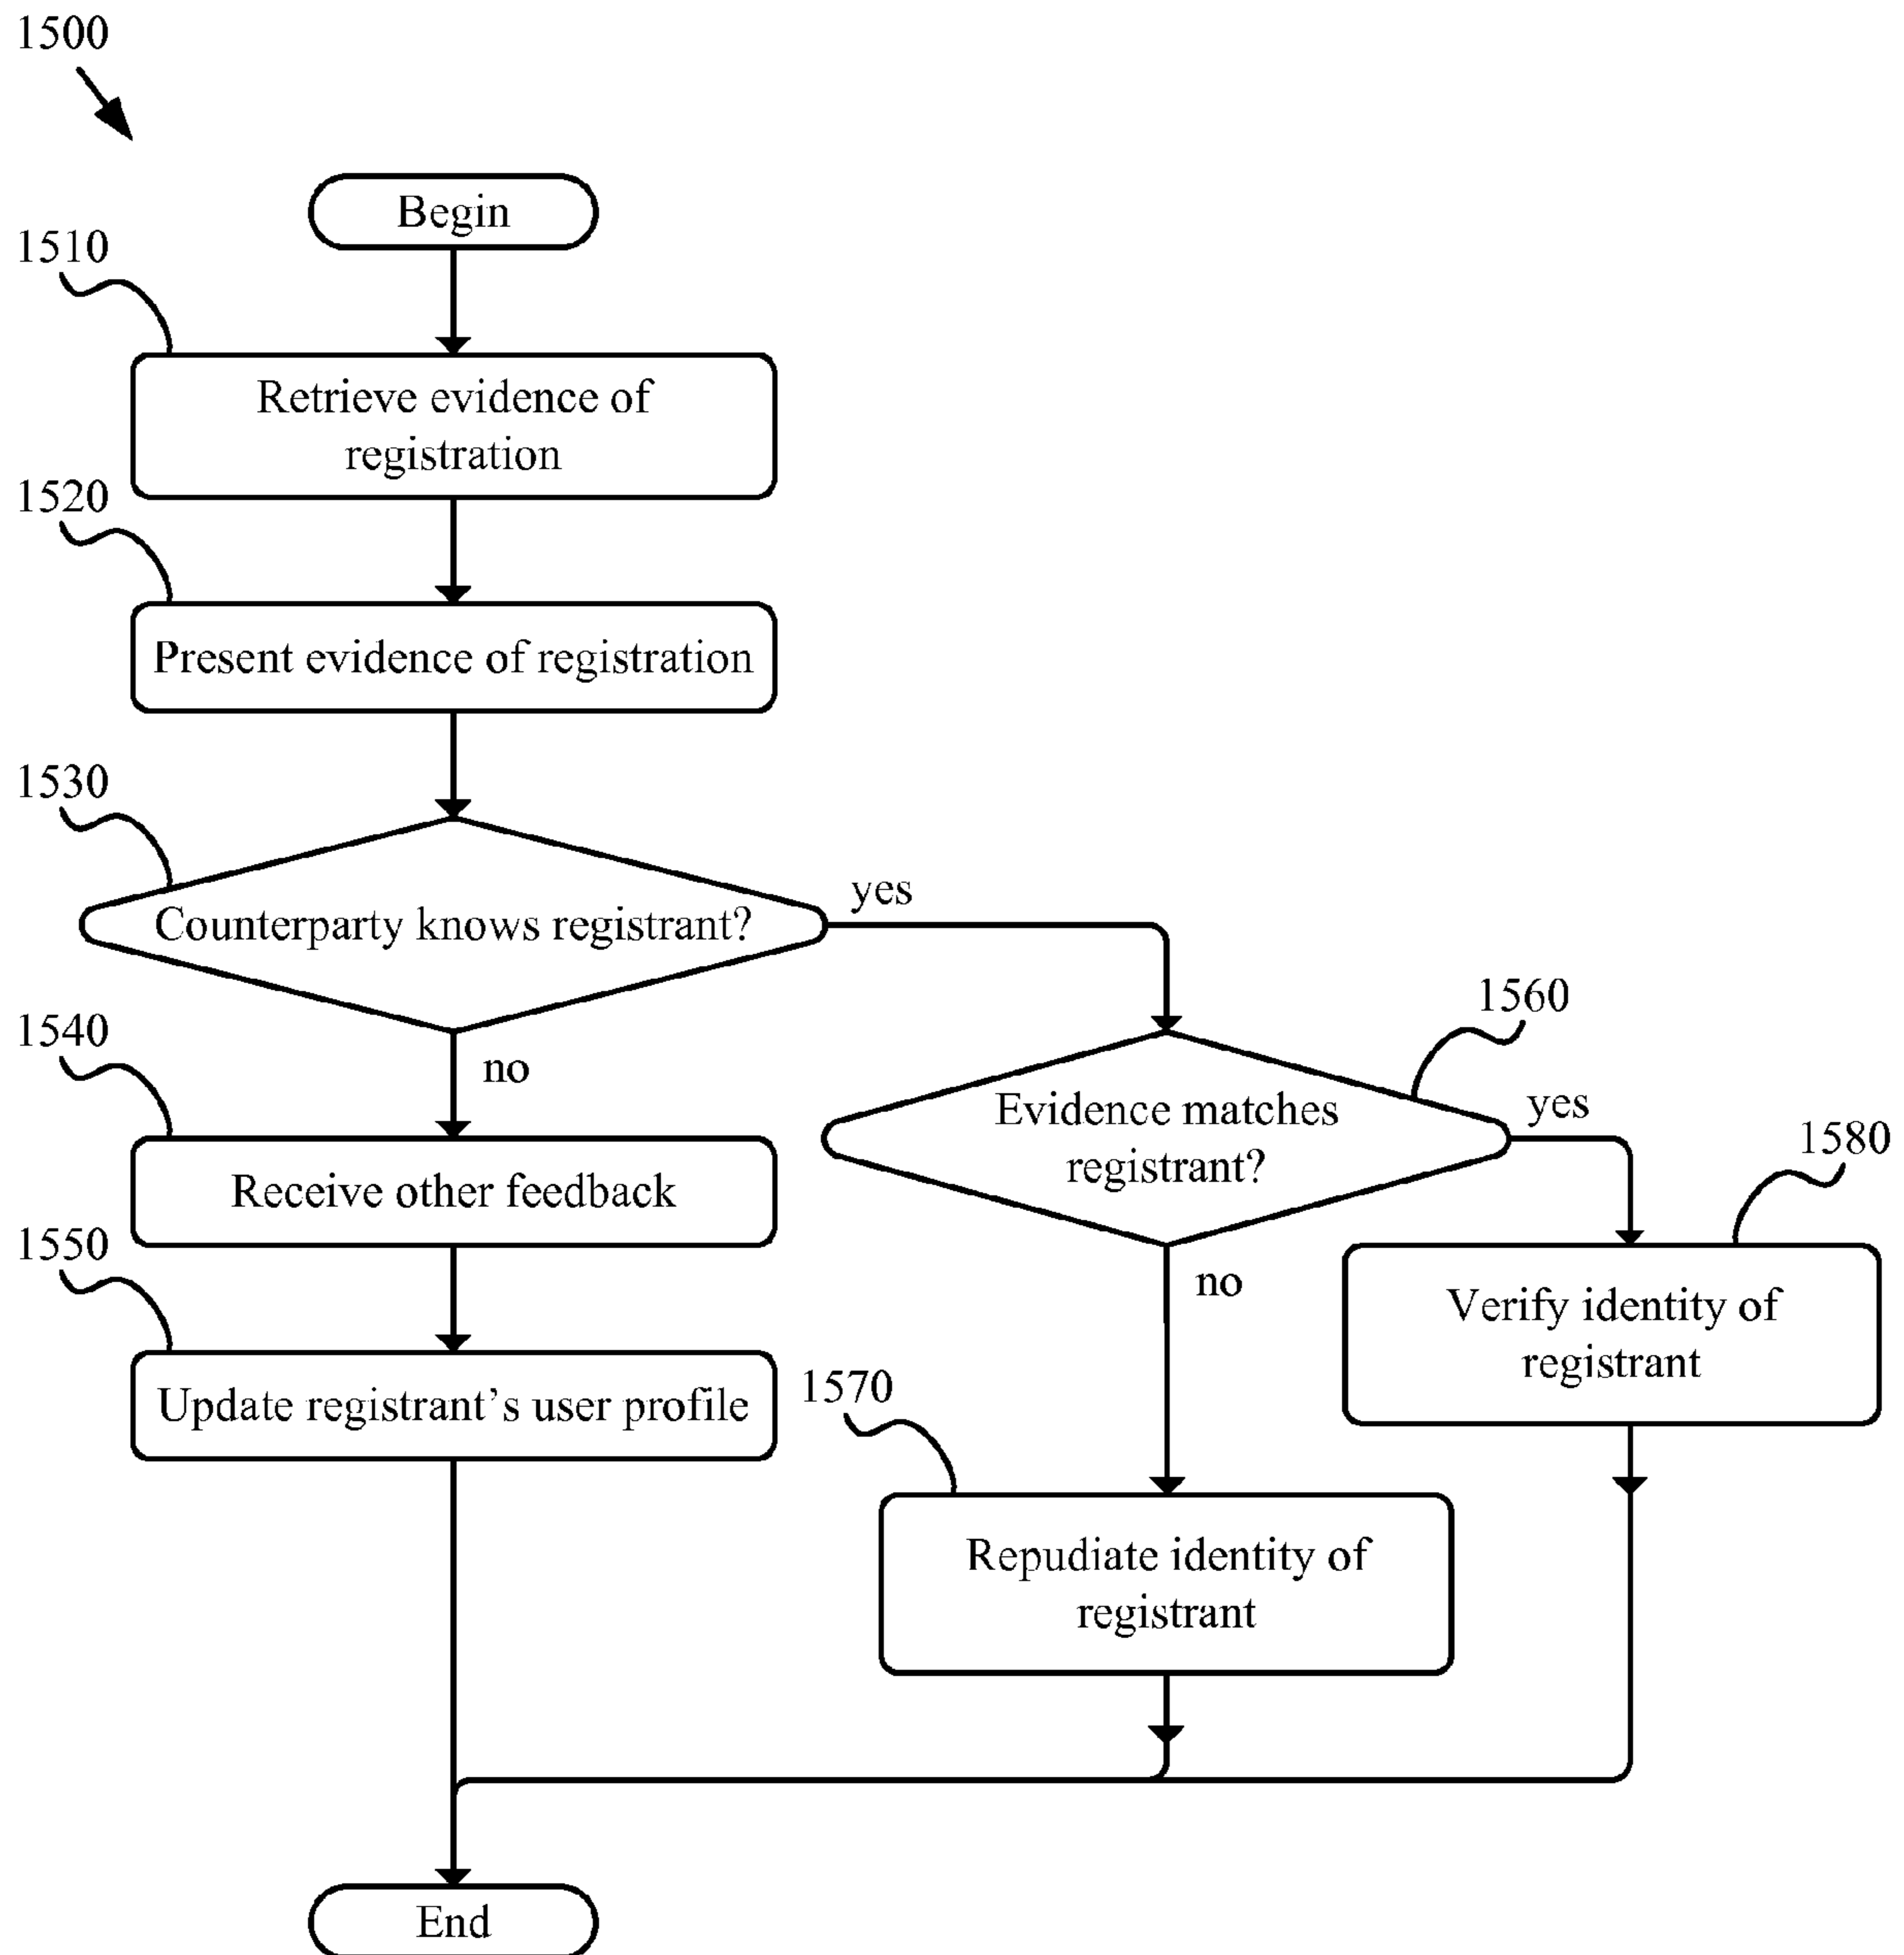 1500
Begin
1510
Retrieve evidence of
registration
1520
Present evidence of registration
1530
Counterparty knows registrant?
yes
no
1540
Receive other feedback
1550
Update registrant's user profile
1560
Evidence matches
registrant?
yes
no
1580
Verify identity of
registrant
1570
Repudiate identity of
registrant
End